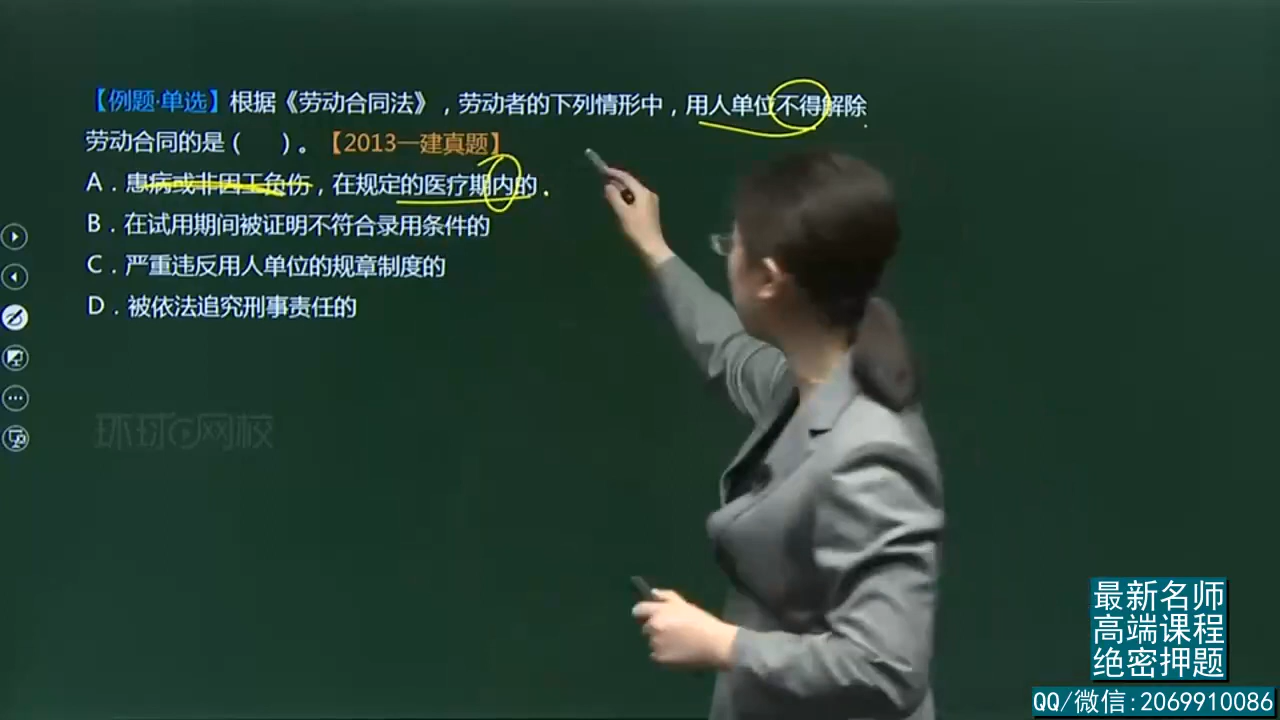 【例题·单选】根据《劳动合同法》，劳动者的下列情形中，用人单位不得解除
劳动合同的是（　　）。【2013一建真题】
A．患病或非因工负伤，在规定的医疗期内的
B．在试用期间被证明不符合录用条件的
C．严重违反用人单位的规章制度的
D．被依法追究刑事责任的
环球网校
最新名师
高端课程
绝密押题
QQ/微信:2069910086